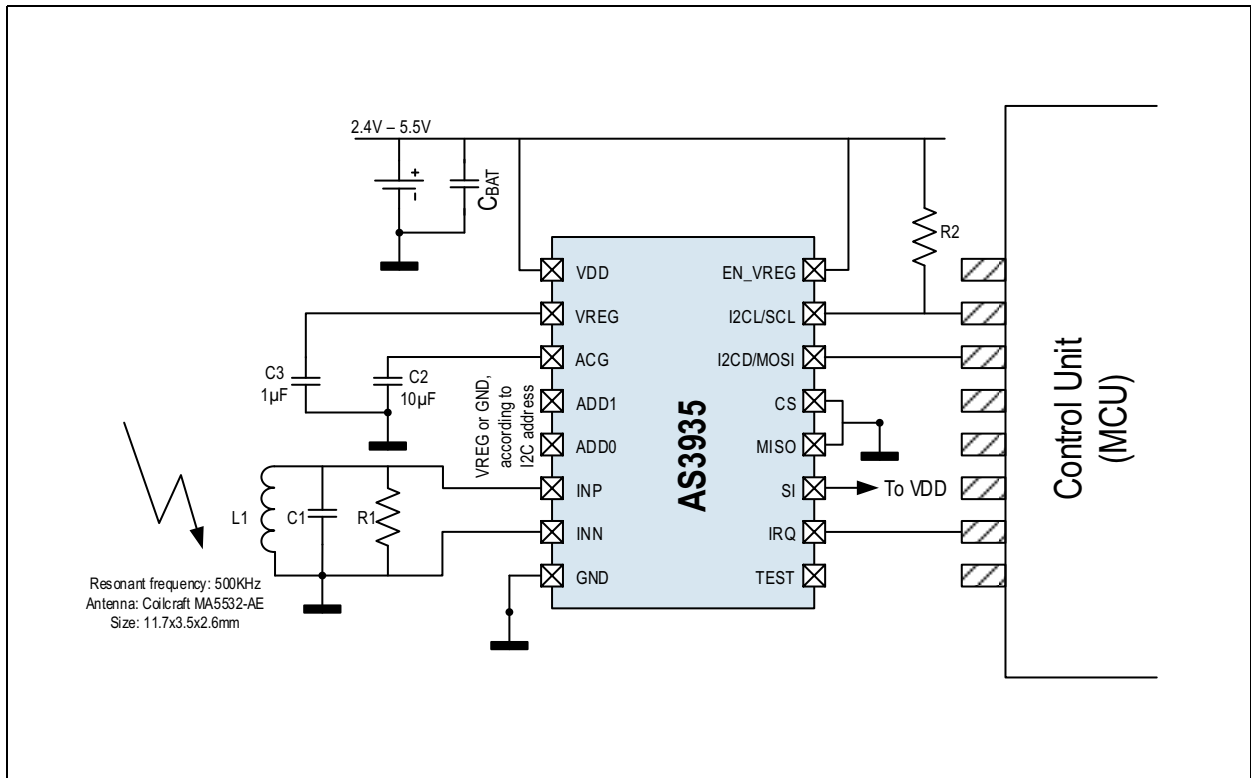 2.4V – 5.5V
+
-
CBAT
R2
VDD
VREG
ACG
ADD1
ADD0
INP
INN
GND
EN_VREG
I2CL/SCL
I2CD/MOSI
CS
MISO
SI
IRQ
TEST
AS3935
To VDD
Control Unit
(MCU)
C3
1µF
C2
10µF
VREG or GND,
according to
I2C address
L1
C1
R1
Resonant frequency: 500KHz
Antenna: Coilcraft MA5532-AE
Size: 11.7x3.5x2.6mm